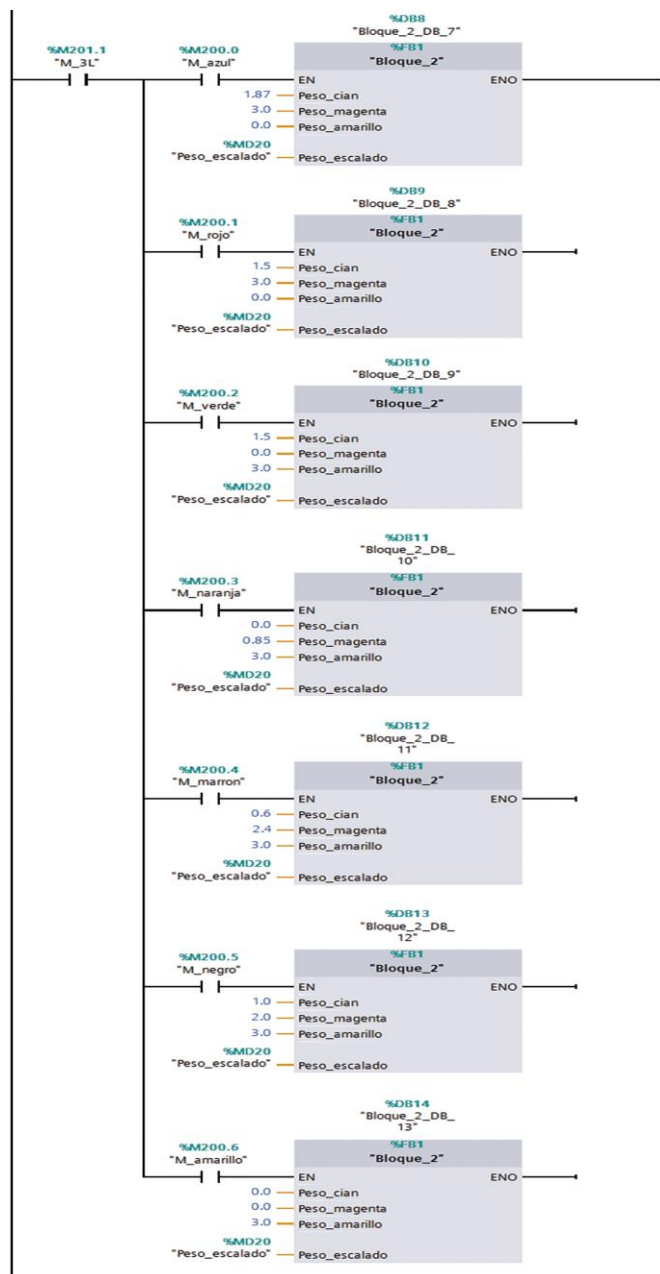 %DB8
"Bloque_2_DB_7"
%M201.1
"M_3L"
%M200.0
"M_azul"
%FB1
"Bloque_2"
EN
ENO
1.87
Peso_cian
3.0
Peso_magenta
0.0
Peso_amarillo
%MD20
"Peso_escalado"
Peso_escalado
%DB9
"Bloque_2_DB_8"
%M200.1
"M_rojo"
%FB1
"Bloque_2"
EN
ENO
1.5
Peso_cian
3.0
Peso_magenta
0.0
Peso_amarillo
%MD20
"Peso_escalado"
Peso_escalado
%DB10
"Bloque_2_DB_9"
%M200.2
"M_verde"
%FB1
"Bloque_2"
EN
ENO
1.5
Peso_cian
0.0
Peso_magenta
3.0
Peso_amarillo
%MD20
"Peso_escalado"
Peso_escalado
%DB11
"Bloque_2_DB_
10"
%M200.3
"M_naranja"
%FB1
"Bloque_2"
EN
ENO
0.0
Peso_cian
0.85
Peso_magenta
3.0
Peso_amarillo
%MD20
"Peso_escalado"
Peso_escalado
%DB12
"Bloque_2_DB_
11"
%M200.4
"M_marron"
%FB1
"Bloque_2"
EN
ENO
0.6
Peso_cian
2.4
Peso_magenta
3.0
Peso_amarillo
%MD20
"Peso_escalado"
Peso_escalado
%DB13
"Bloque_2_DB_
12"
%M200.5
"M_negro"
%FB1
"Bloque_2"
EN
ENO
1.0
Peso_cian
2.0
Peso_magenta
3.0
Peso_amarillo
%MD20
"Peso_escalado"
Peso_escalado
%DB14
"Bloque_2_DB_
13"
%M200.6
"M_amarillo"
%FB1
"Bloque_2"
EN
ENO
0.0
Peso_cian
0.0
Peso_magenta
3.0
Peso_amarillo
%MD20
"Peso_escalado"
Peso_escalado